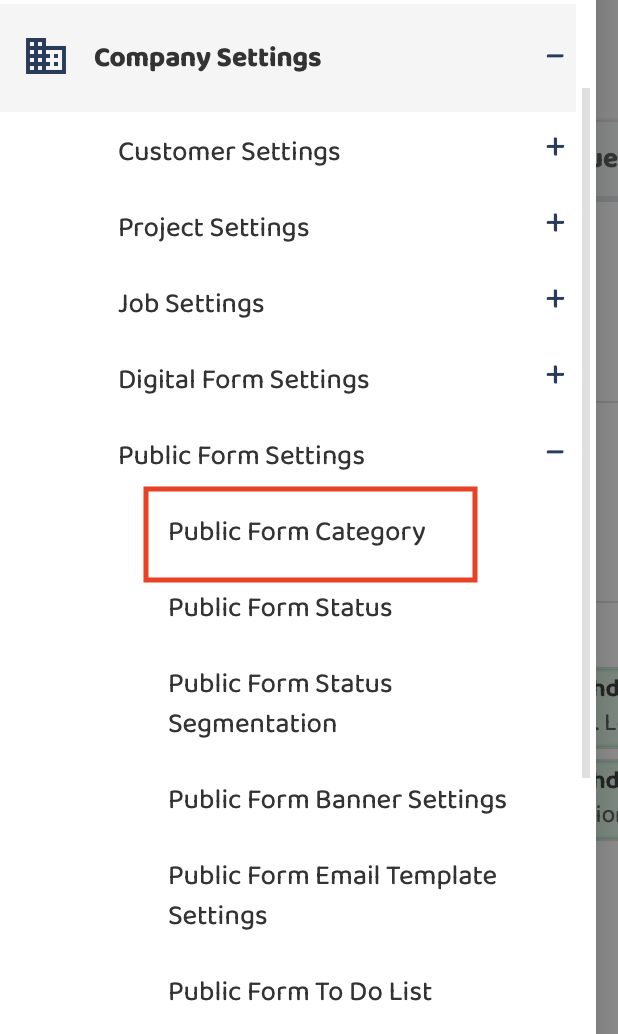 Company Settings
Customer Settings
Project Settings
Job Settings
Digital Form Settings
Public Form Settings
Public Form Category
Public Form Status
Public Form Status
Segmentation
Public Form Banner Settings
Public Form Email Template
Settings
Public Form To Do List